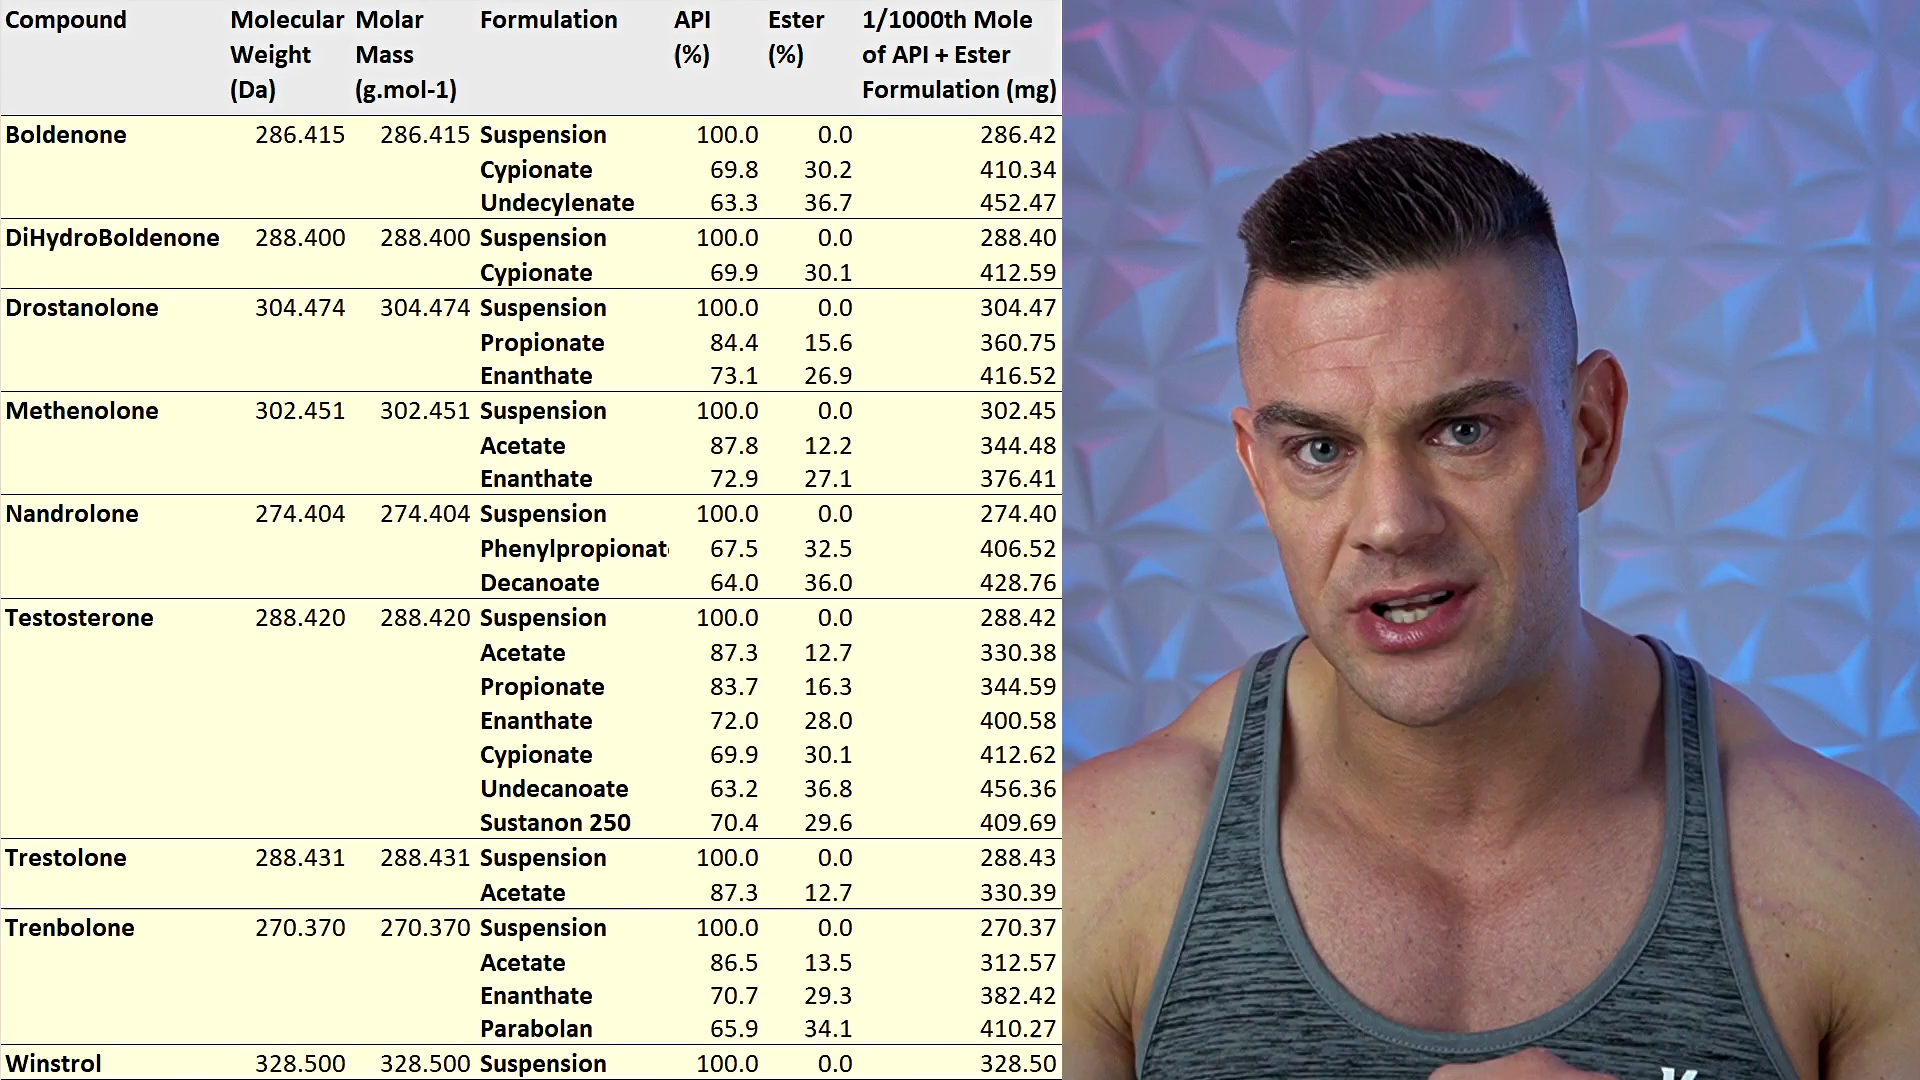 Compound Molecular Weight (Da) Molar Mass (g.mol-1) Formulation API (%) Ester (%) 1/1000th Mole of API + Ester Formulation (mg)
Boldenone 286.415 286.415 Suspension 100.0 0.0 286.42
Cypionate 69.8 30.2 410.34
Undecylenate 63.3 36.7 452.47
DiHydroBoldenone 288.400 288.400 Suspension 100.0 0.0 288.40
Cypionate 69.9 30.1 412.59
Drostanolone 304.474 304.474 Suspension 100.0 0.0 304.47
Propionate 84.4 15.6 360.75
Enanthate 73.1 26.9 416.52
Methenolone 302.451 302.451 Suspension 100.0 0.0 302.45
Acetate 87.8 12.2 344.48
Enanthate 72.9 27.1 376.41
Nandrolone 274.404 274.404 Suspension 100.0 0.0 274.40
Phenylpropionat 67.5 32.5 406.52
Decanoate 64.0 36.0 428.76
Testosterone 288.420 288.420 Suspension 100.0 0.0 288.42
Acetate 87.3 12.7 330.38
Propionate 83.7 16.3 344.59
Enanthate 72.0 28.0 400.58
Cypionate 69.9 30.1 412.62
Undecanoate 63.2 36.8 456.36
Sustanon 250 70.4 29.6 409.69
Trestolone 288.431 288.431 Suspension 100.0 0.0 288.43
Acetate 87.3 12.7 330.39
Trenbolone 270.370 270.370 Suspension 100.0 0.0 270.37
Acetate 86.5 13.5 312.57
Enanthate 70.7 29.3 382.42
Parabolan 65.9 34.1 410.27
Winstrol 328.500 328.500 Suspension 100.0 0.0 328.50